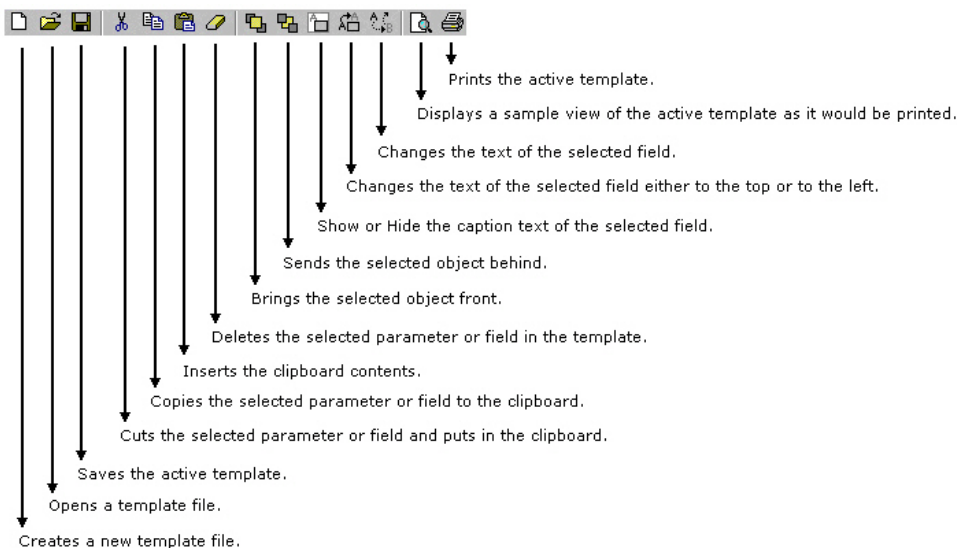 Prints the active template.
Displays a sample view of the active template as it would be printed.
Changes the text of the selected field.
Changes the text of the selected field either to the top or to the left.
Show or Hide the caption text of the selected field.
Sends the selected object behind.
Brings the selected object front.
Deletes the selected parameter or field in the template.
Inserts the clipboard contents.
Copies the selected parameter or field to the clipboard.
Cuts the selected parameter or field and puts in the clipboard.
Saves the active template.
Opens a template file.
Creates a new template file.